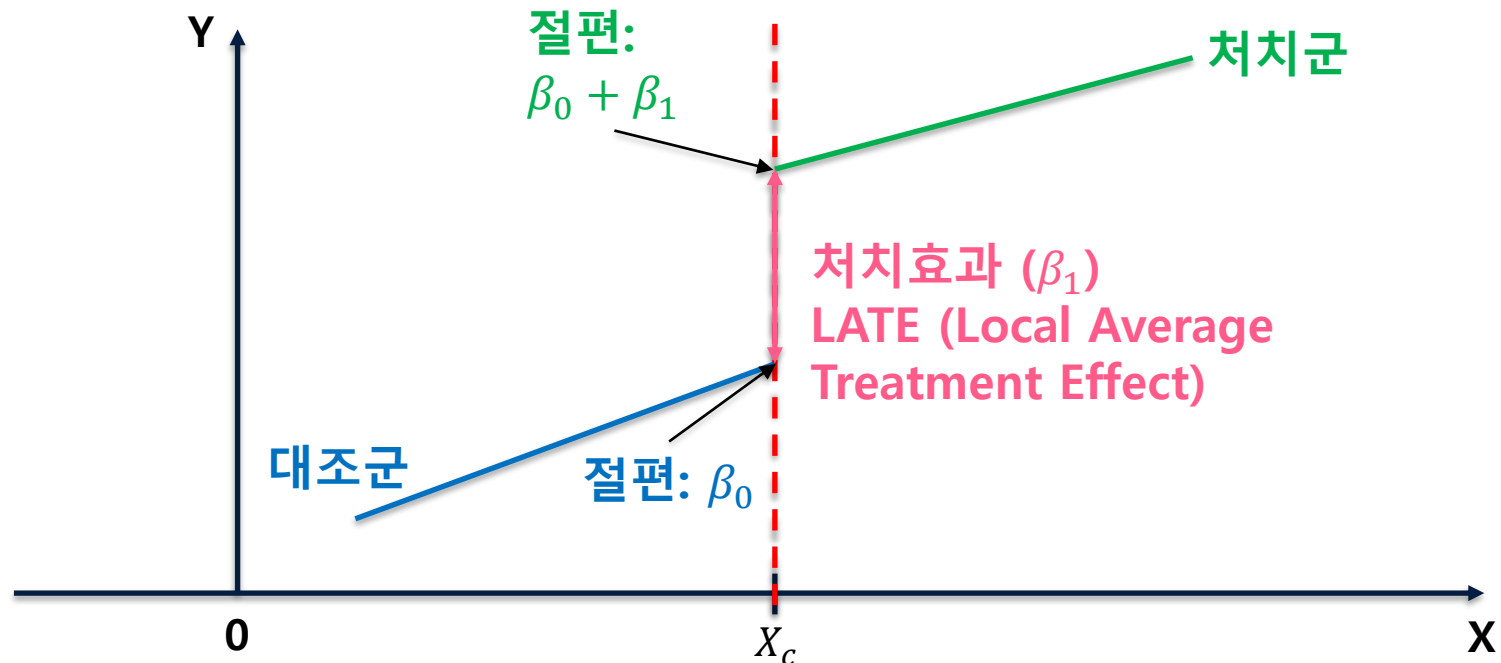 Y
절편:
β₀ + β₁
처치군
처치효과 (β₁)
LATE (Local Average
Treatment Effect)
대조군
절편: β₀
0
X_c
X